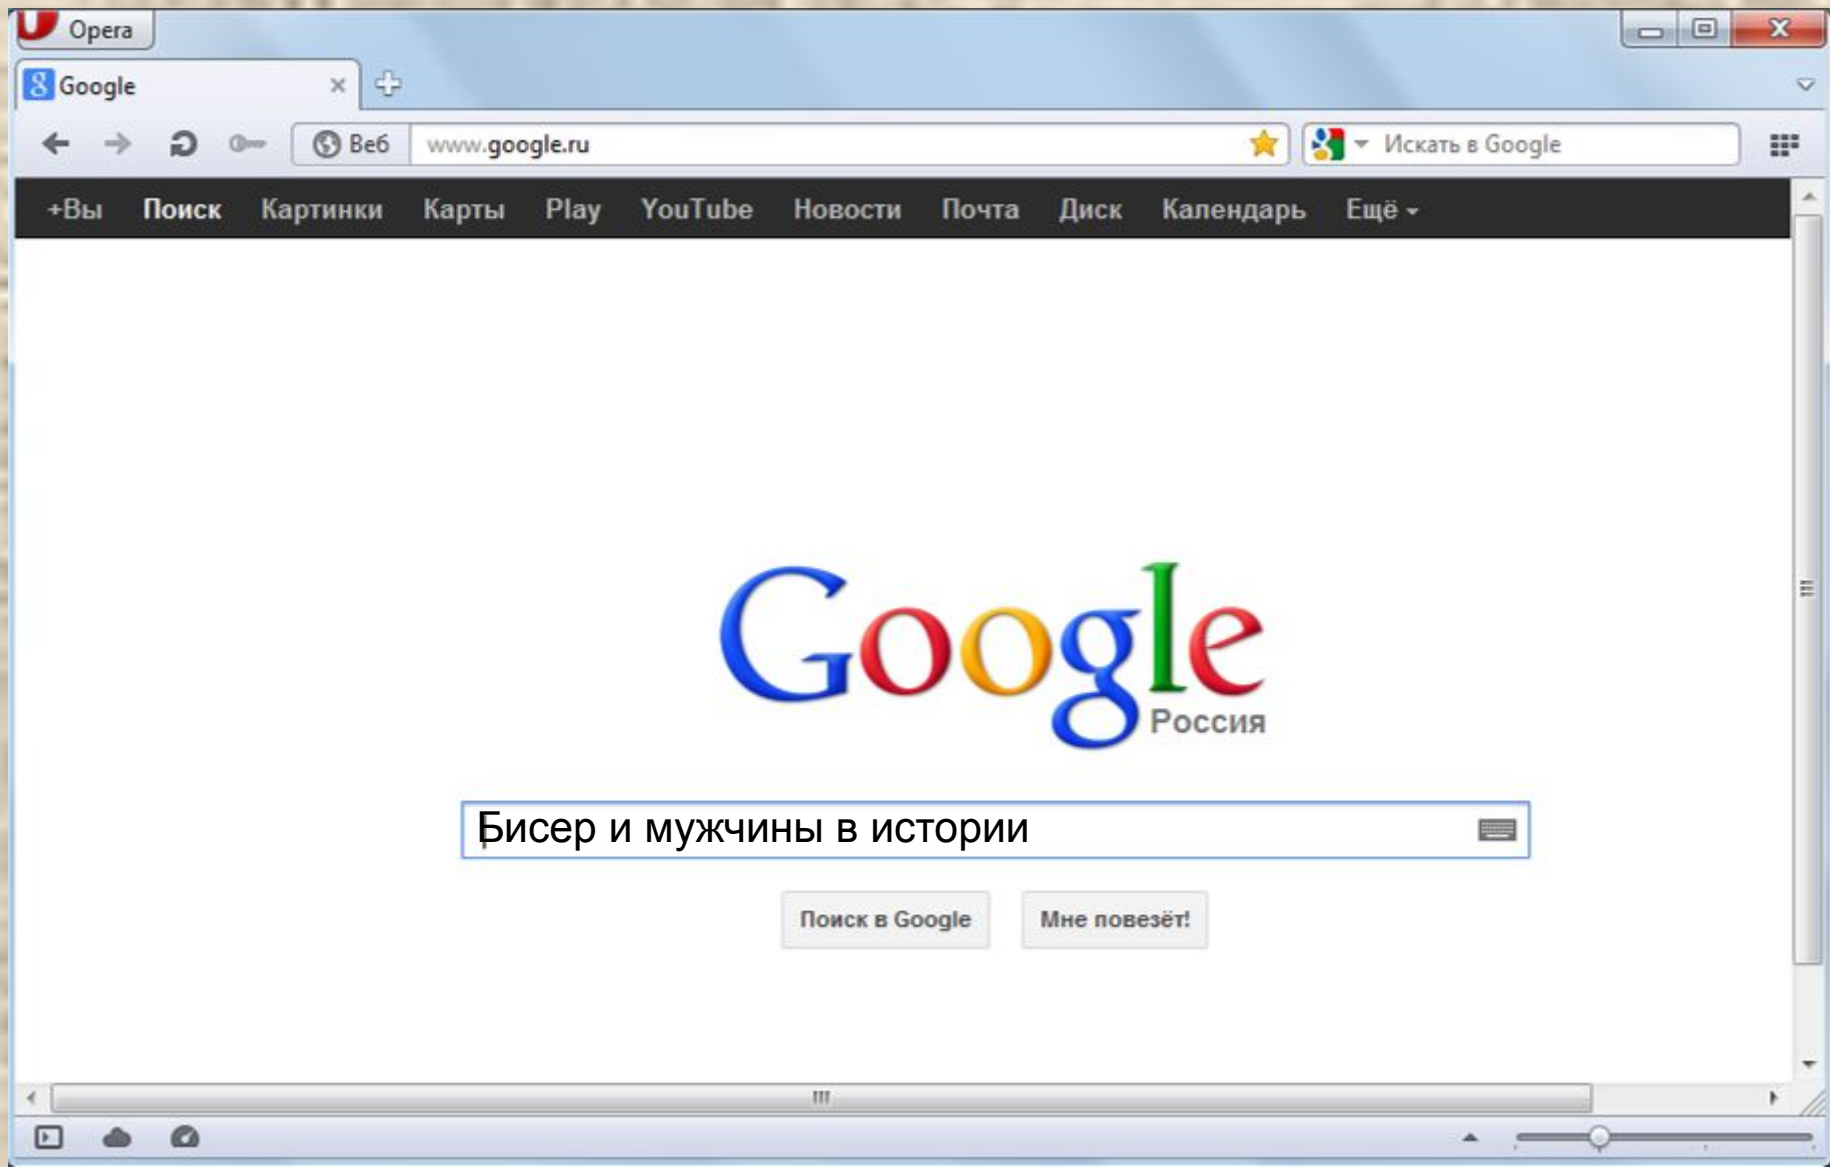 Opera
Google
Веб www.google.ru Искать в Google
+Вы Поиск Картинки Карты Play YouTube Новости Почта Диск Календарь Ещё
Google
Россия
Бисер и мужчины в истории
Поиск в Google Мне повезёт!